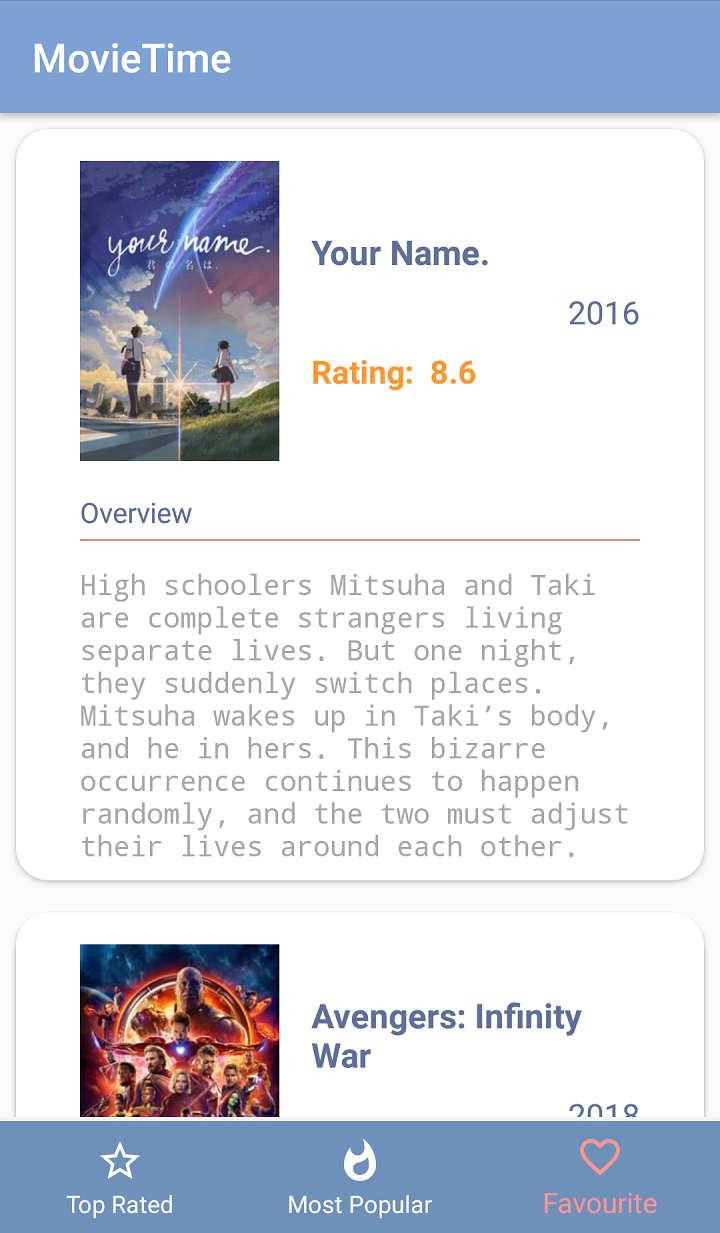 MovieTime
your name.
君の名は.
Your Name.
2016
Rating: 8.6
Overview
High schoolers Mitsuha and Taki
are complete strangers living
separate lives. But one night,
they suddenly switch places.
Mitsuha wakes up in Taki’s body,
and he in hers. This bizarre
occurrence continues to happen
randomly, and the two must adjust
their lives around each other.
Avengers: Infinity
War
2018
Top Rated
Most Popular
Favourite